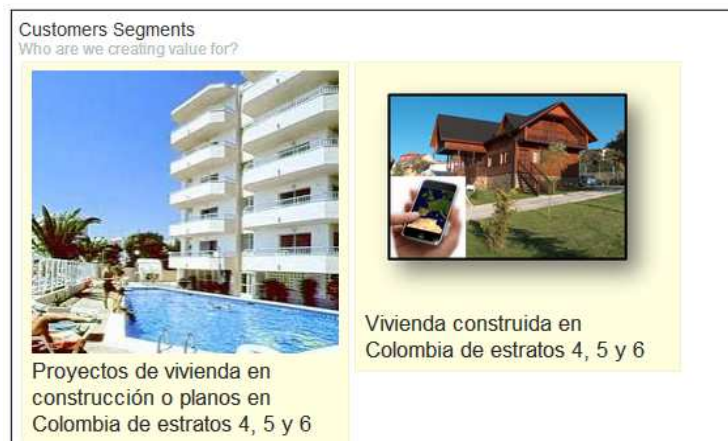 Customers Segments
Who are we creating value for?
Proyectos de vivienda en
construcción o planos en
Colombia de estratos 4, 5 y 6
Vivienda construida en
Colombia de estratos 4, 5 y 6